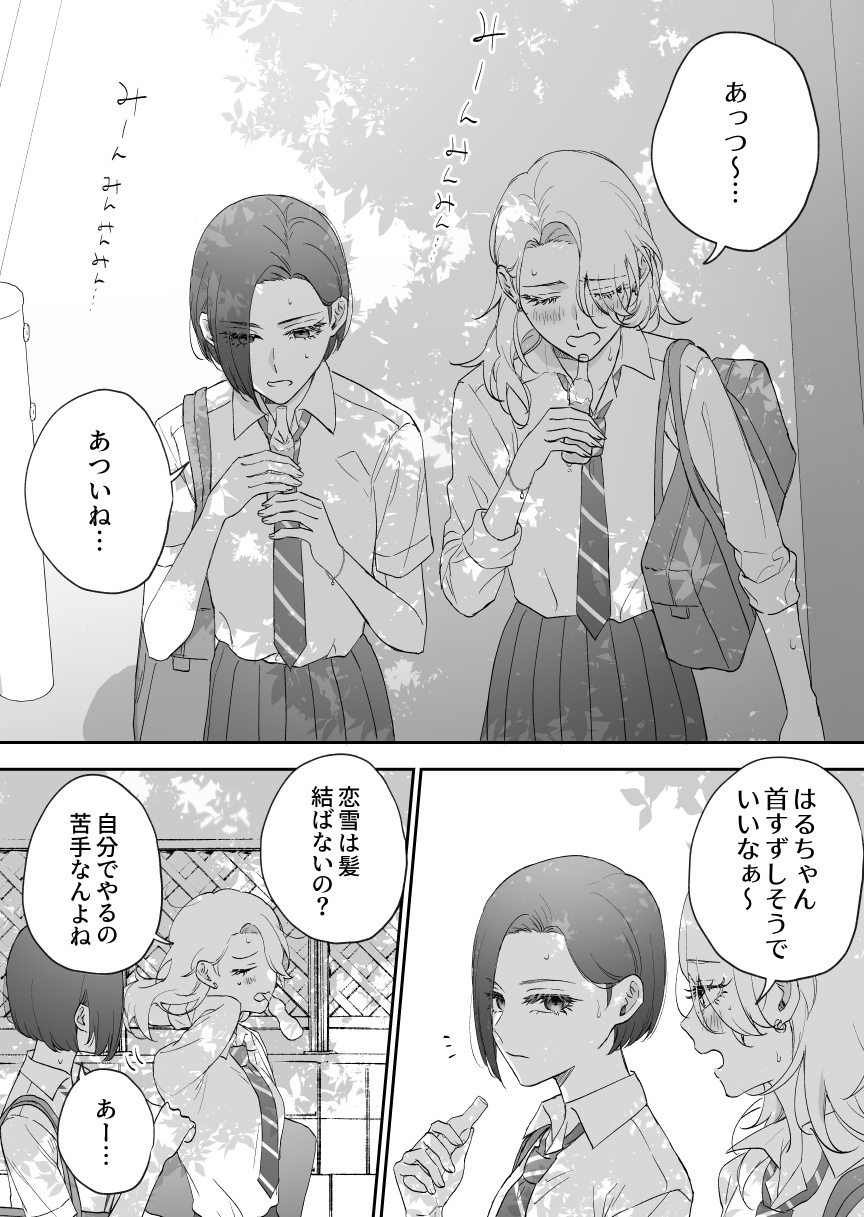 あっつ〜…
みーんみんみんみん…
みーんみんみんみん…
あついね…
はるちゃん
首すずしそうで
いいなぁ〜
恋雪は髪
結ばないの？
自分でやるの
苦手なんよね
あー…